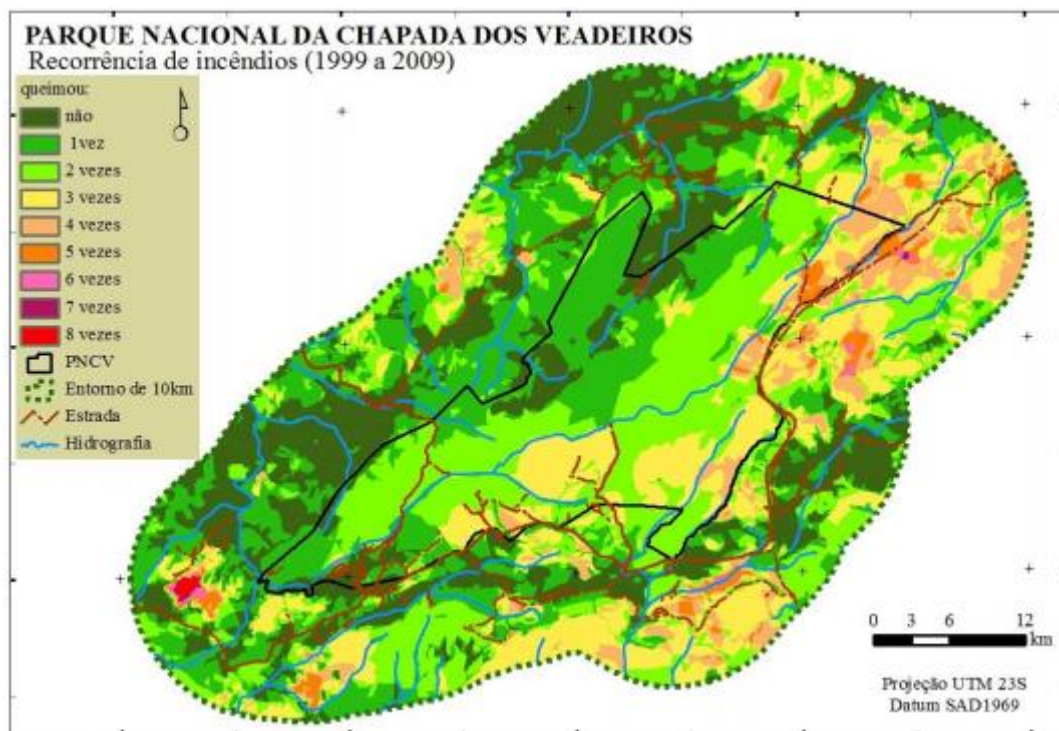 PARQUE NACIONAL DA CHAPADA DOS VEADEIROS
Recorrência de incêndios (1999 a 2009)
queimou:
não
1vez
2 vezes
3 vezes
4 vezes
5 vezes
6 vezes
7 vezes
8 vezes
PNCV
Entorno de 10km
Estrada
Hidrografia
0 3 6 12
km
Projeção UTM 23S
Datum SAD1969